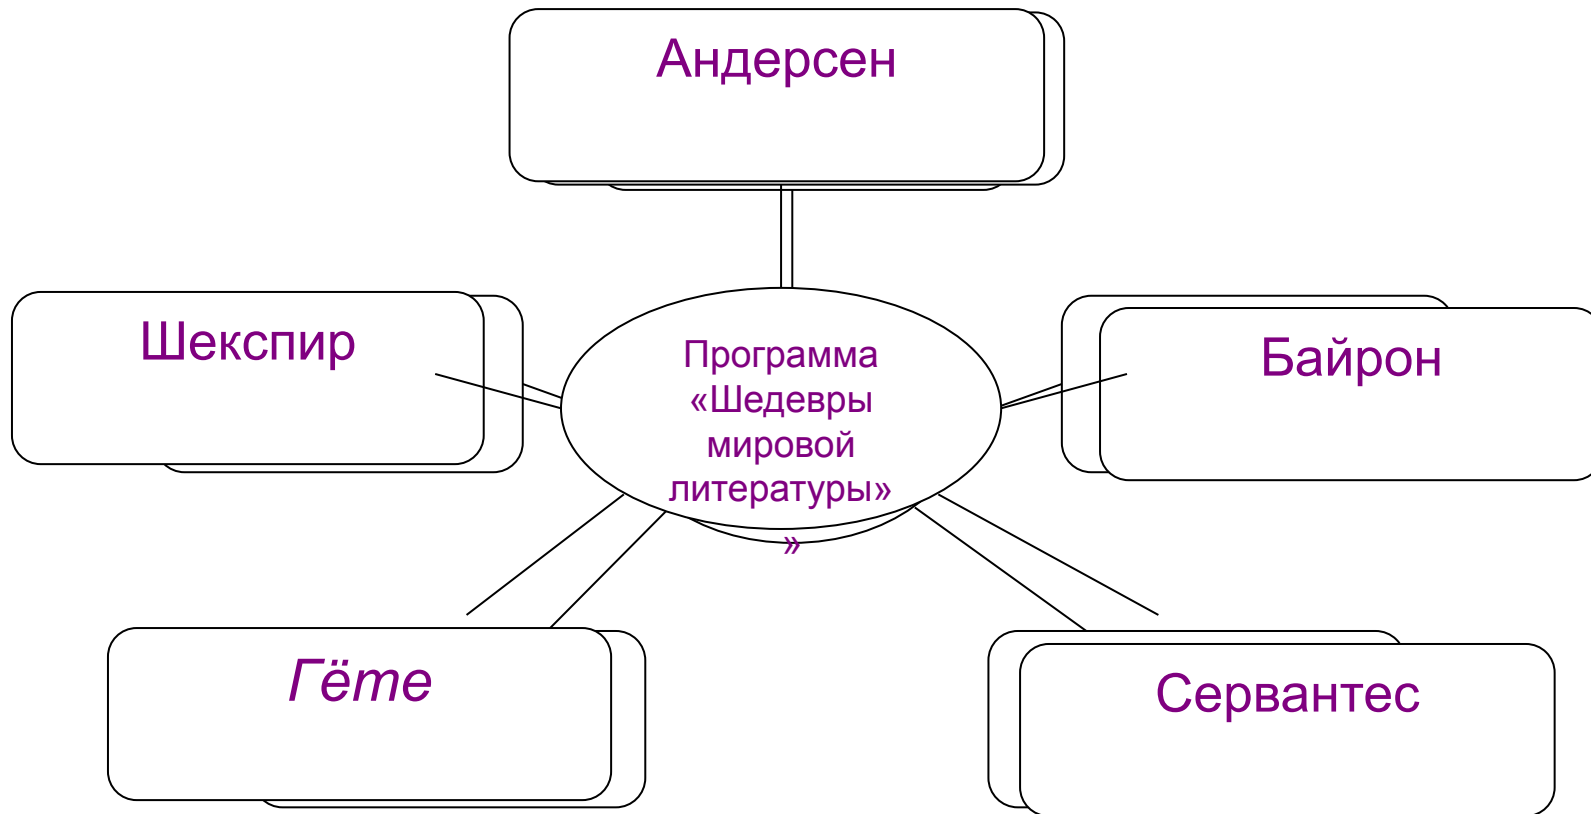 Андерсен
Шекспир
Байрон
Программа
«Шедевры
мировой
литературы»
»
Гёте
Сервантес